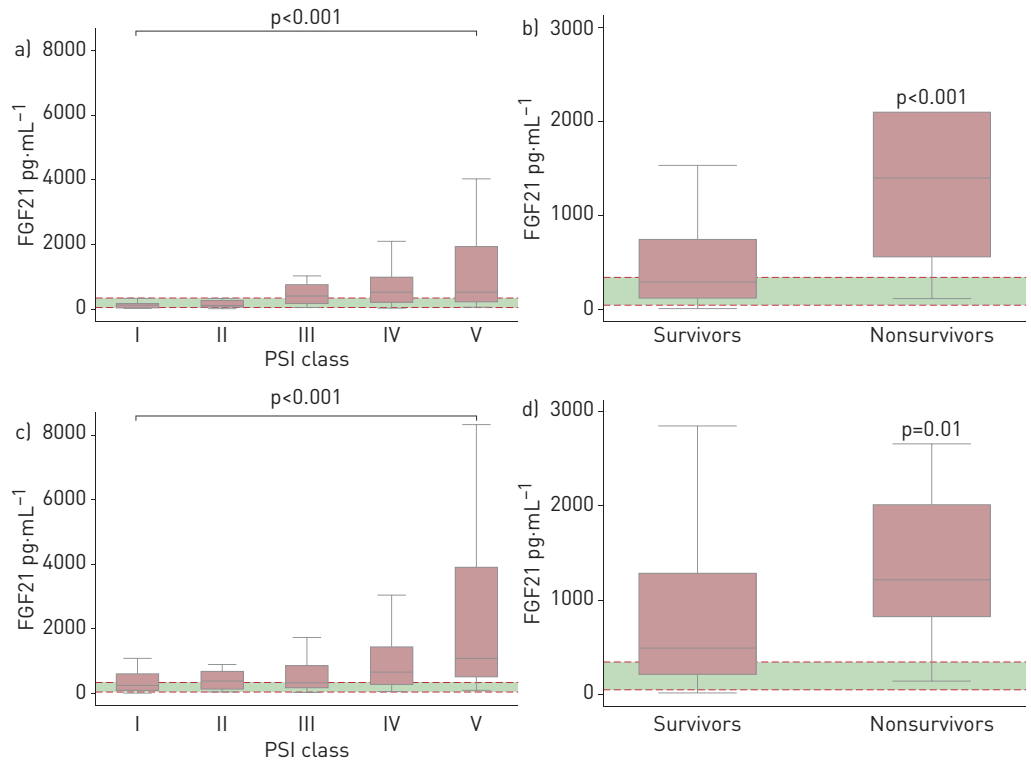 a)
p<0.001
8000
6000
4000
2000
0
FGF21 pg·mL⁻¹
I II III IV V
PSI class
b)
3000
2000
1000
0
FGF21 pg·mL⁻¹
p<0.001
Survivors Nonsurvivors
c)
p<0.001
8000
6000
4000
2000
0
FGF21 pg·mL⁻¹
I II III IV V
PSI class
d)
3000
2000
1000
0
FGF21 pg·mL⁻¹
p=0.01
Survivors Nonsurvivors